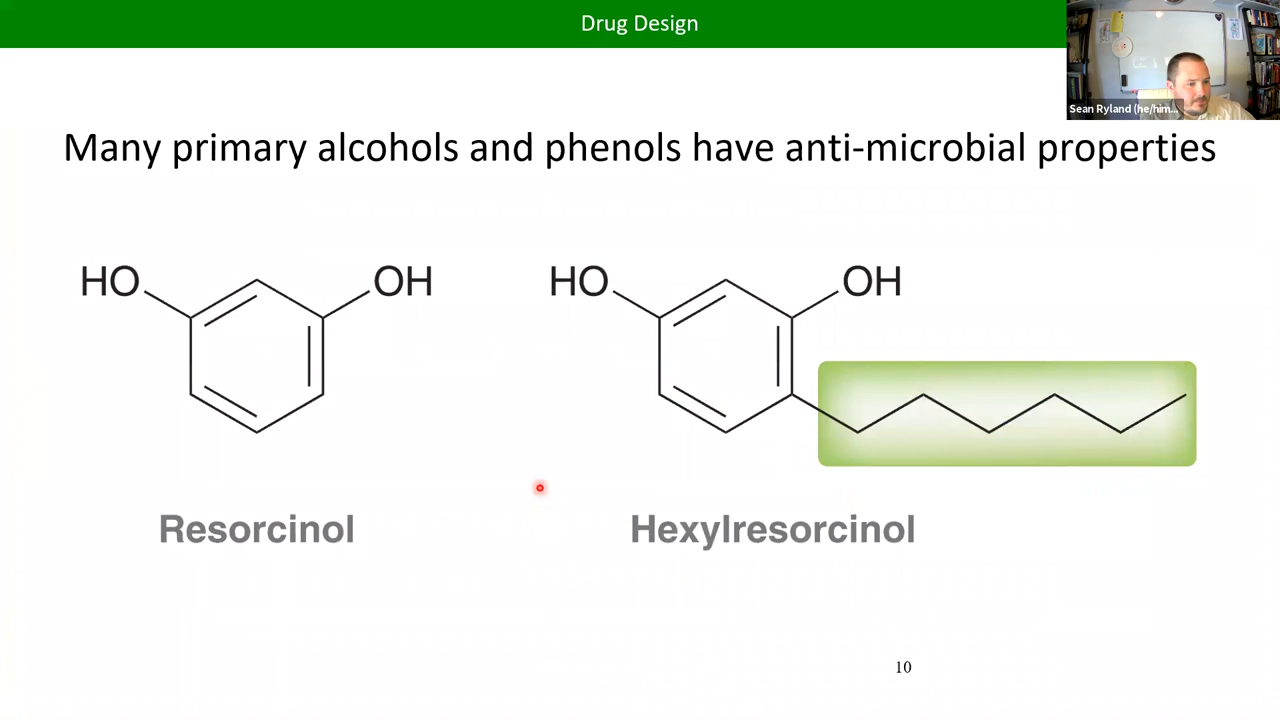 Drug Design
Sean Ryland (he/him...
Many primary alcohols and phenols have anti-microbial properties
HO OH HO OH
Resorcinol Hexylresorcinol
10